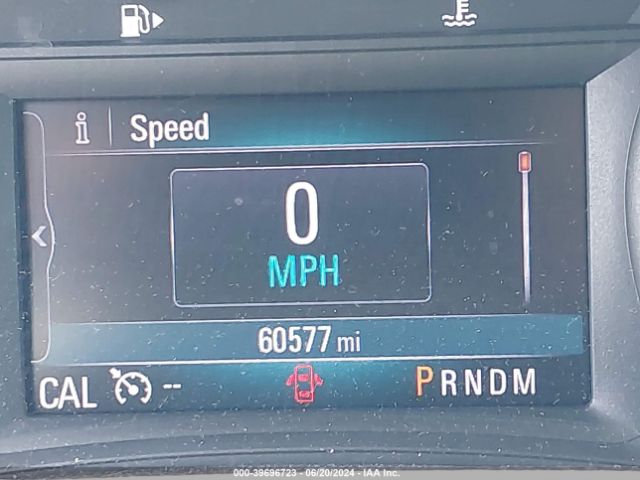 i Speed
0
MPH
60577 mi
CAL -- PRNDM
000-39696723 - 06/20/2024 - IAA Inc.